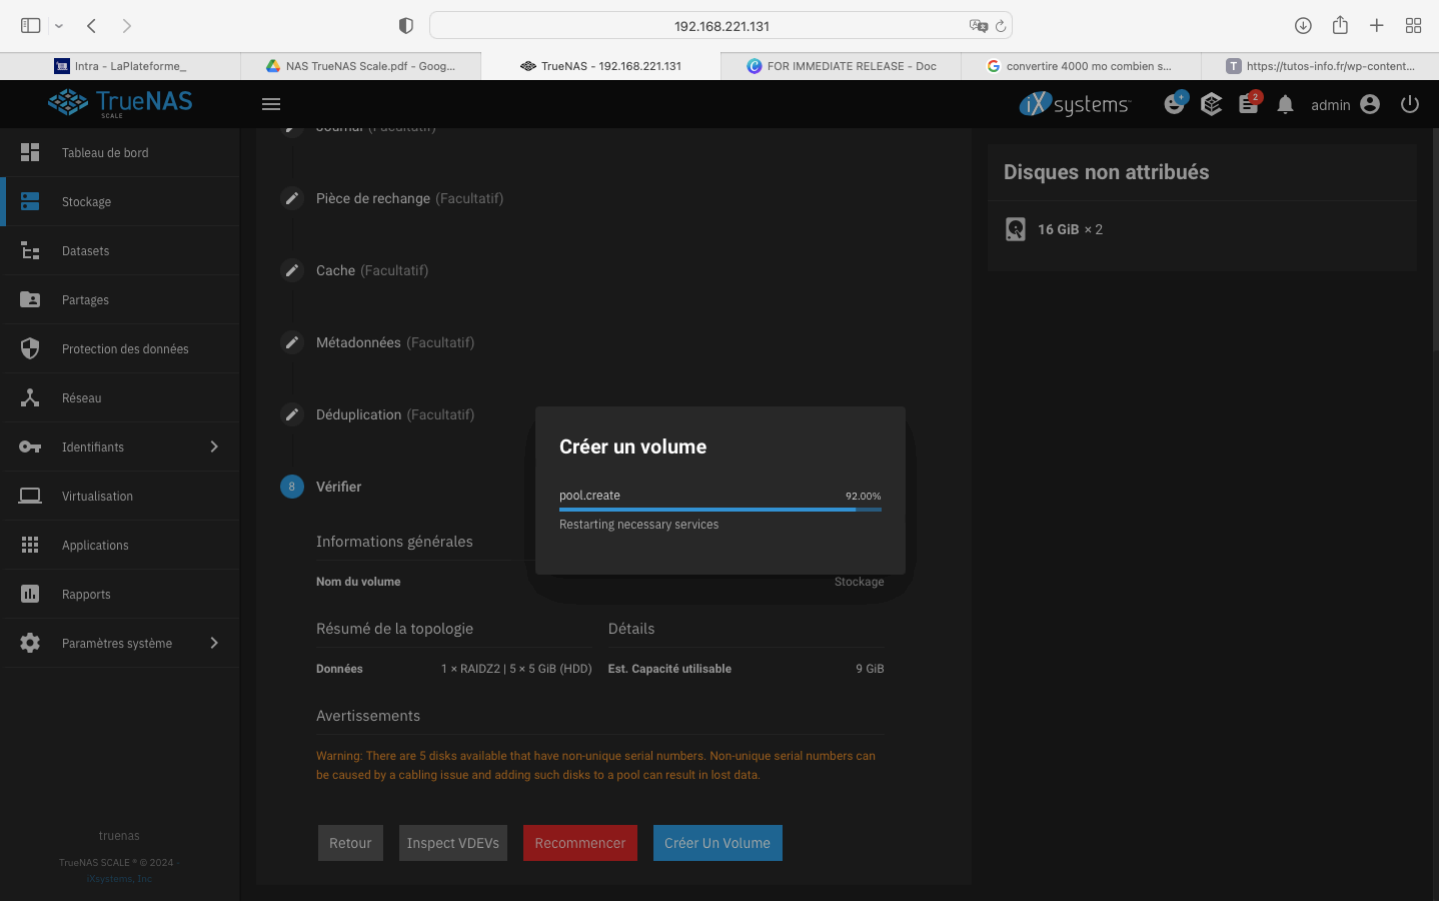 192.168.221.131
Intra - LaPlateforme_
NAS TrueNAS Scale.pdf - Goog...
TrueNAS - 192.168.221.131
FOR IMMEDIATE RELEASE - Doc
convertire 4000 mo combien s...
https://tutos-info.fr/wp-content...
TrueNAS
SCALE
iXsystems
2
admin
Tableau de bord
Stockage
Datasets
Partages
Protection des données
Réseau
Identifiants
Virtualisation
Applications
Rapports
Paramètres système
truenas
TrueNAS SCALE ® © 2024 -
iXsystems, Inc
Journal (Facultatif)
Pièce de rechange (Facultatif)
Cache (Facultatif)
Métadonnées (Facultatif)
Déduplication (Facultatif)
8 Vérifier
Informations générales
Nom du volume Stockage
Résumé de la topologie
Données 1 × RAIDZ2 | 5 × 5 GiB (HDD)
Détails
Est. Capacité utilisable 9 GiB
Avertissements
Warning: There are 5 disks available that have non-unique serial numbers. Non-unique serial numbers can
be caused by a cabling issue and adding such disks to a pool can result in lost data.
Retour
Inspect VDEVs
Recommencer
Créer Un Volume
Créer un volume
pool.create 92.00%
Restarting necessary services
Disques non attribués
16 GiB × 2